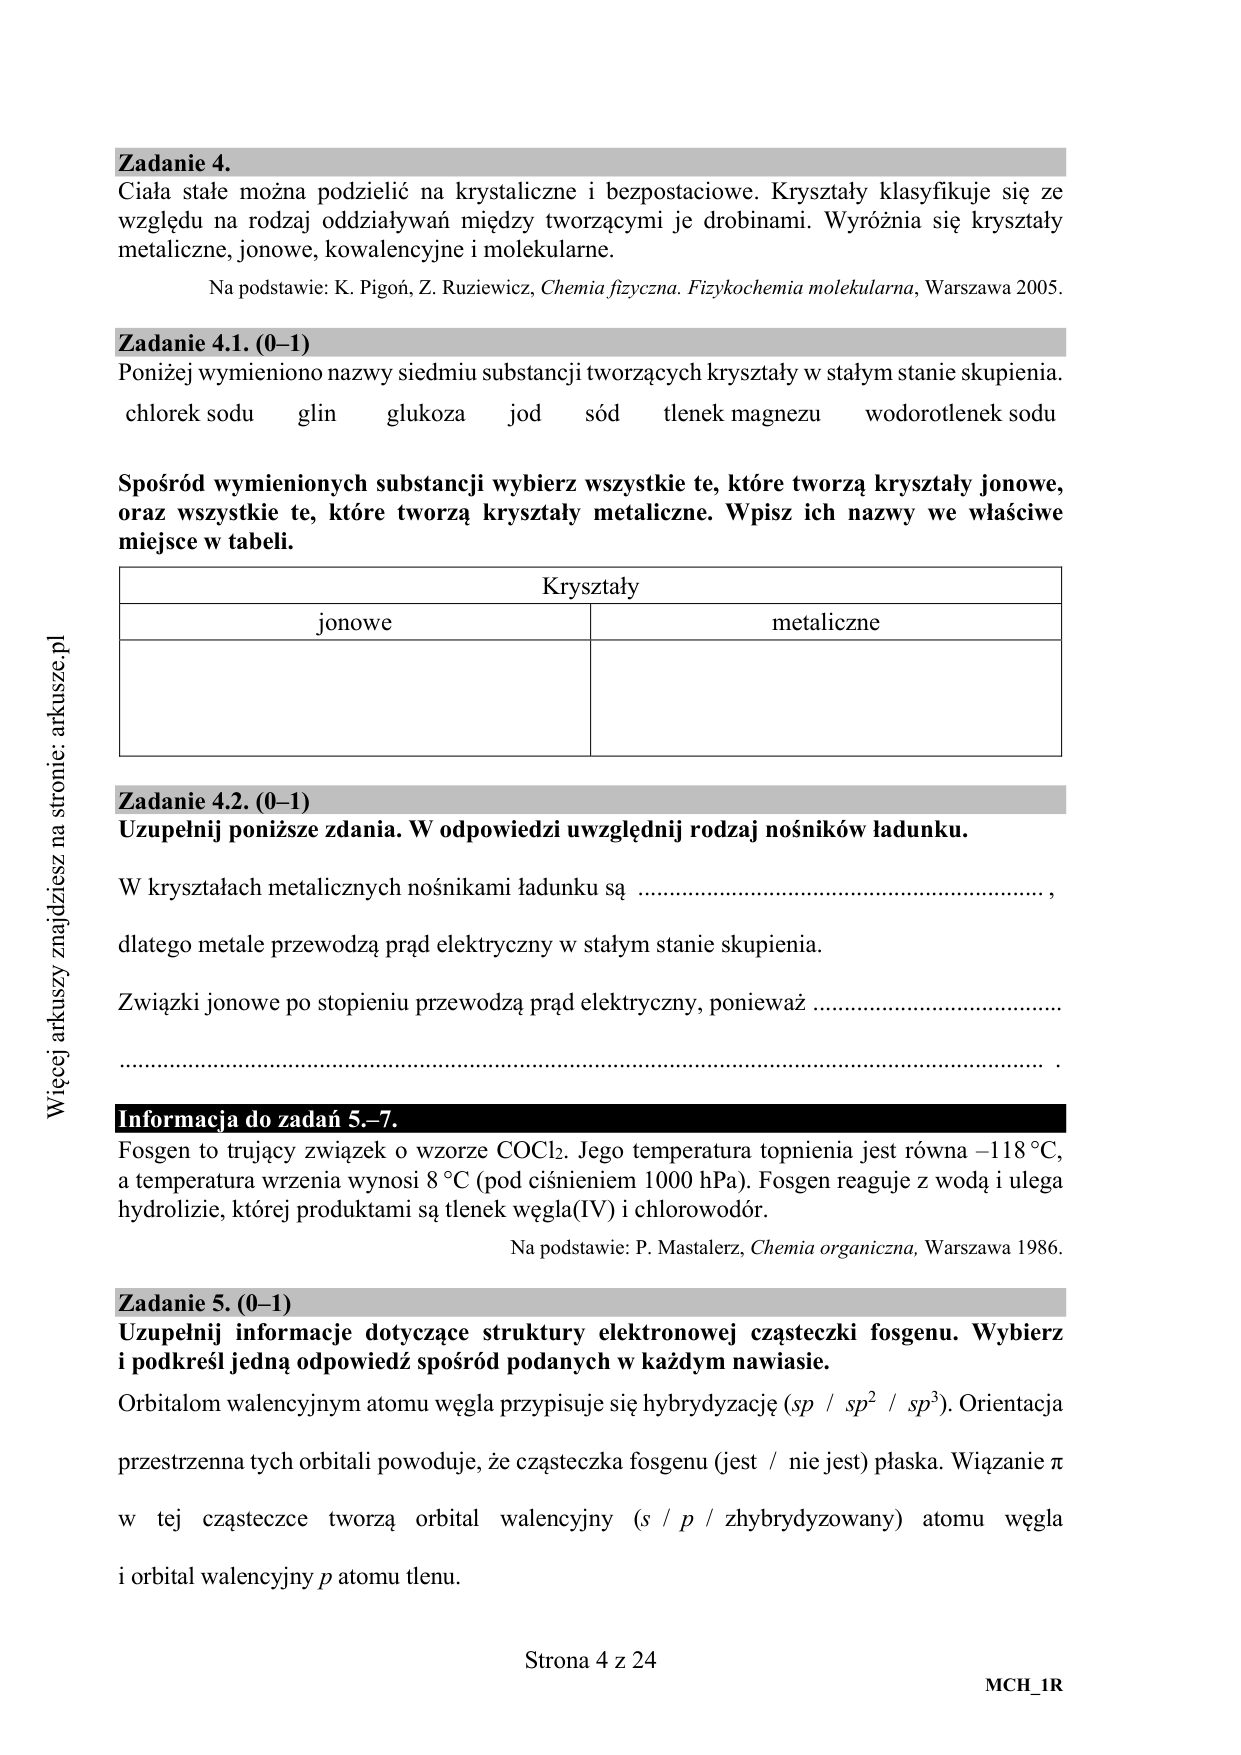 Zadanie 4.
Ciała stałe można podzielić na krystaliczne i bezpostaciowe. Kryształy klasyfikuje się ze
względu na rodzaj oddziaływań między tworzącymi je drobinami. Wyróżnia się kryształy
metaliczne, jonowe, kowalencyjne i molekularne.
Na podstawie: K. Pigoń, Z. Ruziewicz, Chemia fizyczna. Fizykochemia molekularna, Warszawa 2005.
Zadanie 4.1. (0–1)
Poniżej wymieniono nazwy siedmiu substancji tworzących kryształy w stałym stanie skupienia.
chlorek sodu glin glukoza jod sód tlenek magnezu wodorotlenek sodu
Spośród wymienionych substancji wybierz wszystkie te, które tworzą kryształy jonowe,
oraz wszystkie te, które tworzą kryształy metaliczne. Wpisz ich nazwy we właściwe
miejsce w tabeli.
Kryształy
jonowe metaliczne
Zadanie 4.2. (0–1)
Uzupełnij poniższe zdania. W odpowiedzi uwzględnij rodzaj nośników ładunku.
W kryształach metalicznych nośnikami ładunku są ................................................................. ,
dlatego metale przewodzą prąd elektryczny w stałym stanie skupienia.
Związki jonowe po stopieniu przewodzą prąd elektryczny, ponieważ ........................................
.................................................................................................................................................... .
Informacja do zadań 5.–7.
Fosgen to trujący związek o wzorze COCl₂. Jego temperatura topnienia jest równa –118 °C,
a temperatura wrzenia wynosi 8 °C (pod ciśnieniem 1000 hPa). Fosgen reaguje z wodą i ulega
hydrolizie, której produktami są tlenek węgla(IV) i chlorowodór.
Na podstawie: P. Mastalerz, Chemia organiczna, Warszawa 1986.
Zadanie 5. (0–1)
Uzupełnij informacje dotyczące struktury elektronowej cząsteczki fosgenu. Wybierz
i podkreśl jedną odpowiedź spośród podanych w każdym nawiasie.
Orbitalom walencyjnym atomu węgla przypisuje się hybrydyzację (sp / sp² / sp³). Orientacja
przestrzenna tych orbitali powoduje, że cząsteczka fosgenu (jest / nie jest) płaska. Wiązanie π
w tej cząsteczce tworzą orbital walencyjny (s / p / zhybrydyzowany) atomu węgla
i orbital walencyjny p atomu tlenu.
Strona 4 z 24
MCH_1R
Więcej arkuszy znajdziesz na stronie: arkusze.pl